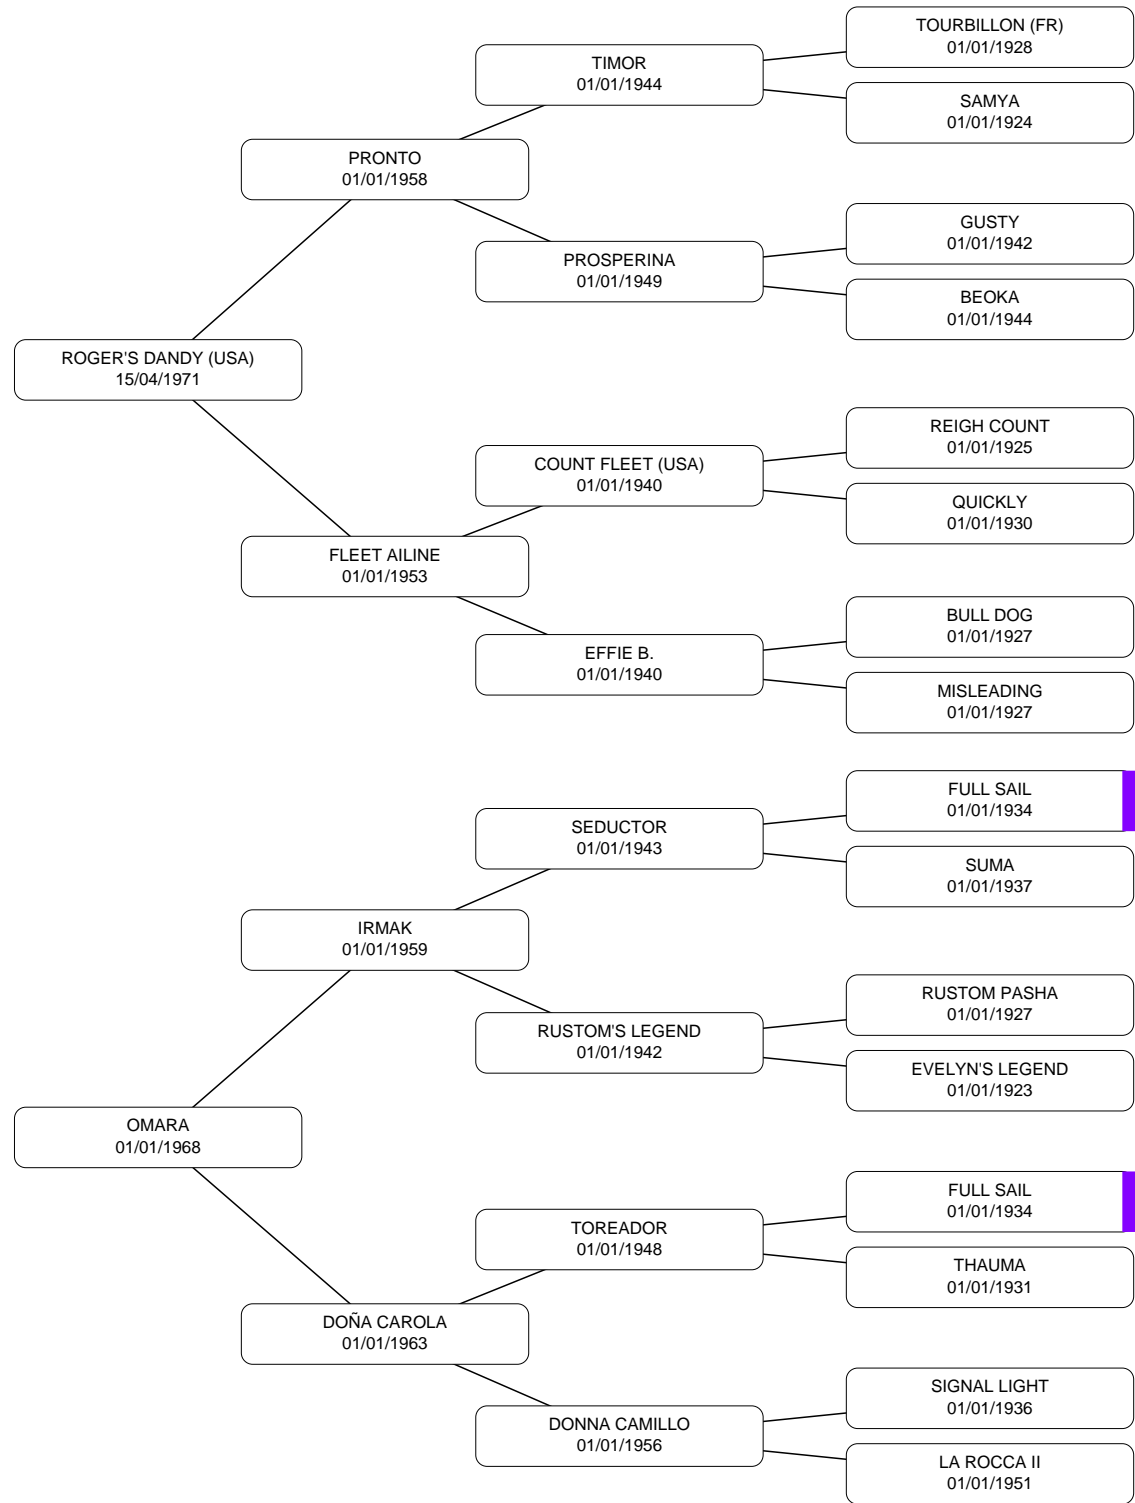 TOURBILLON (FR)
01/01/1928
TIMOR
01/01/1944
SAMYA
01/01/1924
PRONTO
01/01/1958
GUSTY
01/01/1942
PROSPERINA
01/01/1949
BEOKA
01/01/1944
ROGER'S DANDY (USA)
15/04/1971
REIGH COUNT
01/01/1925
COUNT FLEET (USA)
01/01/1940
QUICKLY
01/01/1930
FLEET AILINE
01/01/1953
BULL DOG
01/01/1927
EFFIE B.
01/01/1940
MISLEADING
01/01/1927
FULL SAIL
01/01/1934
SEDUCTOR
01/01/1943
SUMA
01/01/1937
IRMAK
01/01/1959
RUSTOM PASHA
01/01/1927
RUSTOM'S LEGEND
01/01/1942
EVELYN'S LEGEND
01/01/1923
OMARA
01/01/1968
FULL SAIL
01/01/1934
TOREADOR
01/01/1948
THAUMA
01/01/1931
DOÑA CAROLA
01/01/1963
SIGNAL LIGHT
01/01/1936
DONNA CAMILLO
01/01/1956
LA ROCCA II
01/01/1951